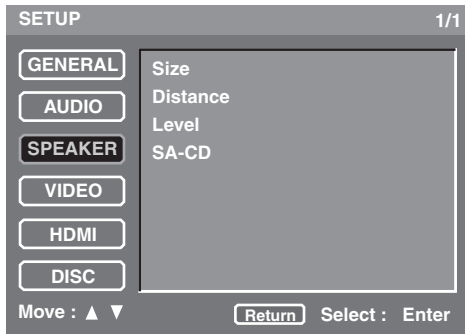 SETUP 1/1
GENERAL
AUDIO
SPEAKER
VIDEO
HDMI
DISC
Size
Distance
Level
SA-CD
Move : ▲ ▼ Return Select : Enter